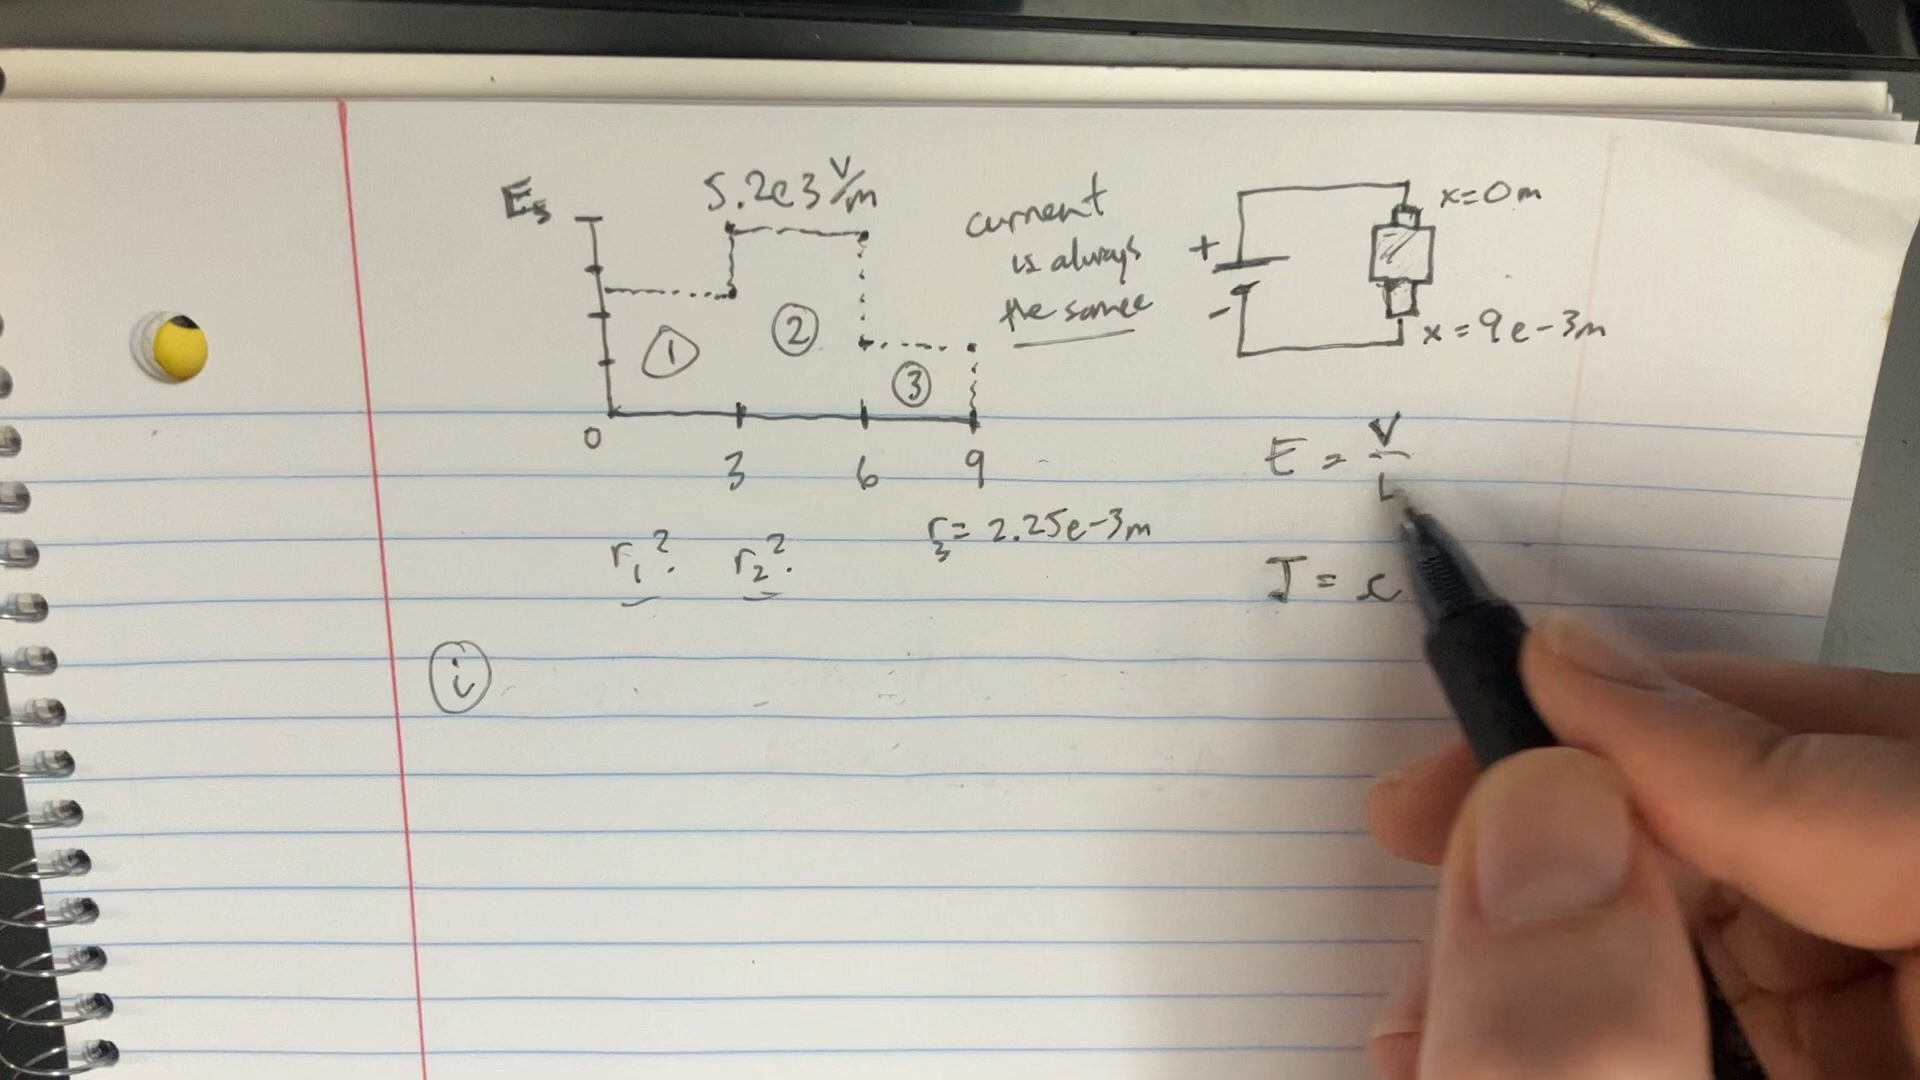 Es
5.2e3 V/m
current
is always
the same
+
-
x=0m
x=9e-3m
1
2
3
0
3
6
9
E = V/L
r3= 2.25e-3m
r1? r2?
J =
i